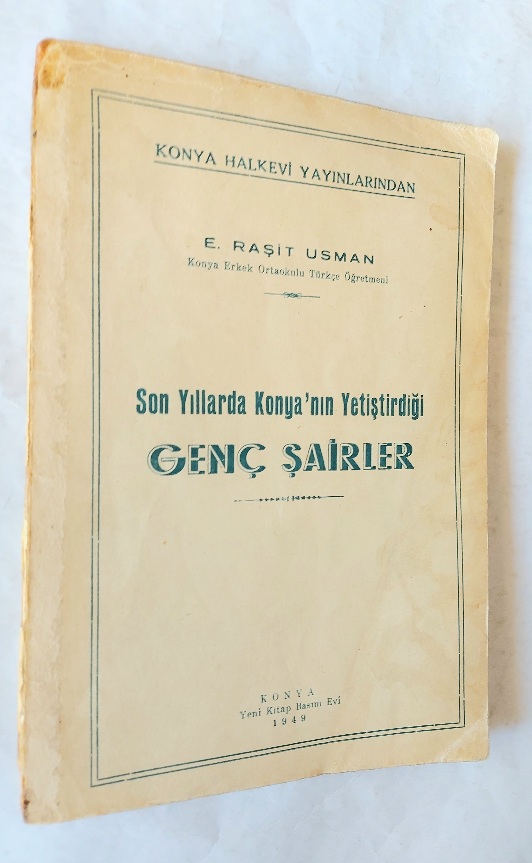 KONYA HALKEVİ YAYINLARINDAN
E. RAŞİT USMAN
Konya Erkek Ortaokulu Türkçe Öğretmeni
Son Yıllarda Konya'nın Yetiştirdiği
GENÇ ŞAİRLER
KONYA
Yeni Kitap Basım Evi
1949